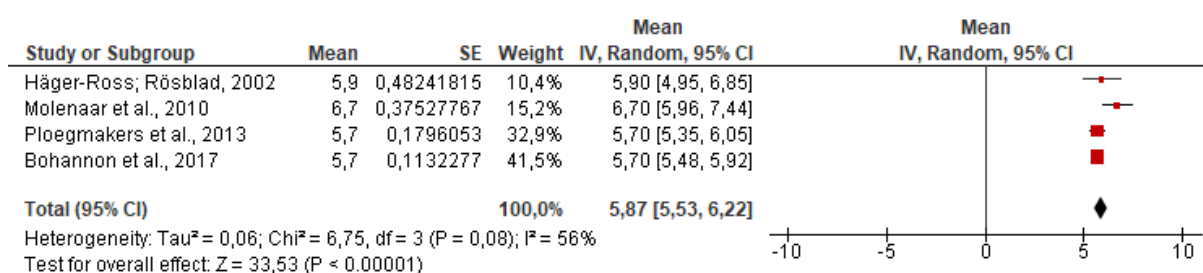 Mean Mean
Study or Subgroup Mean SE Weight IV, Random, 95% CI IV, Random, 95% CI
Häger-Ross; Rösblad, 2002 5,9 0,48241815 10,4% 5,90 [4,95, 6,85]
Molenaar et al., 2010 6,7 0,37527767 15,2% 6,70 [5,96, 7,44]
Ploegmakers et al., 2013 5,7 0,1796053 32,9% 5,70 [5,35, 6,05]
Bohannon et al., 2017 5,7 0,1132277 41,5% 5,70 [5,48, 5,92]
Total (95% CI) 100,0% 5,87 [5,53, 6,22]
Heterogeneity: Tau² = 0,06; Chi² = 6,75, df = 3 (P = 0,08); I² = 56%
Test for overall effect: Z = 33,53 (P < 0.00001)
-10 -5 0 5 10